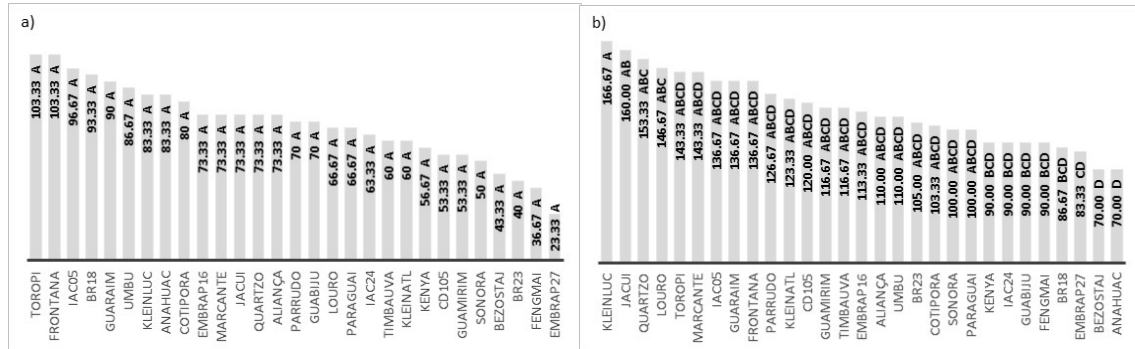 a)
103.33 A
103.33 A
96.67 A
93.33 A
90 A
86.67 A
83.33 A
83.33 A
80 A
73.33 A
73.33 A
73.33 A
73.33 A
73.33 A
70 A
70 A
66.67 A
66.67 A
63.33 A
60 A
60 A
56.67 A
53.33 A
53.33 A
50 A
43.33 A
40 A
36.67 A
23.33 A
TOROPI
FRONTANA
IAC05
BR18
GUARAIM
UMBU
KLEINLUC
ANAHUAC
COTIPORA
EMBRAP16
MARCANTE
JACUI
QUARTZO
ALIANÇA
PARRUDO
GUABIJU
LOURO
PARAGUAI
IAC24
TIMBAUVA
KLEINATL
KENYA
CD105
GUAMIRIM
SONORA
BEZOSTAJ
BR23
FENGMAI
EMBRAP27
b)
166.67 A
160.00 AB
153.33 ABC
146.67 ABC
143.33 ABCD
143.33 ABCD
136.67 ABCD
136.67 ABCD
136.67 ABCD
126.67 ABCD
123.33 ABCD
120.00 ABCD
116.67 ABCD
116.67 ABCD
113.33 ABCD
110.00 ABCD
110.00 ABCD
105.00 ABCD
103.33 ABCD
100.00 ABCD
100.00 ABCD
90.00 BCD
90.00 BCD
90.00 BCD
90.00 BCD
86.67 BCD
83.33 CD
70.00 D
70.00 D
KLEINLUC
JACUI
QUARTZO
LOURO
TOROPI
MARCANTE
IAC05
GUARAIM
FRONTANA
PARRUDO
KLEINATL
CD105
GUAMIRIM
TIMBAUVA
EMBRAP16
ALIANÇA
UMBU
BR23
COTIPORA
SONORA
PARAGUAI
KENYA
IAC24
GUABIJU
FENGMAI
BR18
EMBRAP27
BEZOSTAJ
ANAHUAC